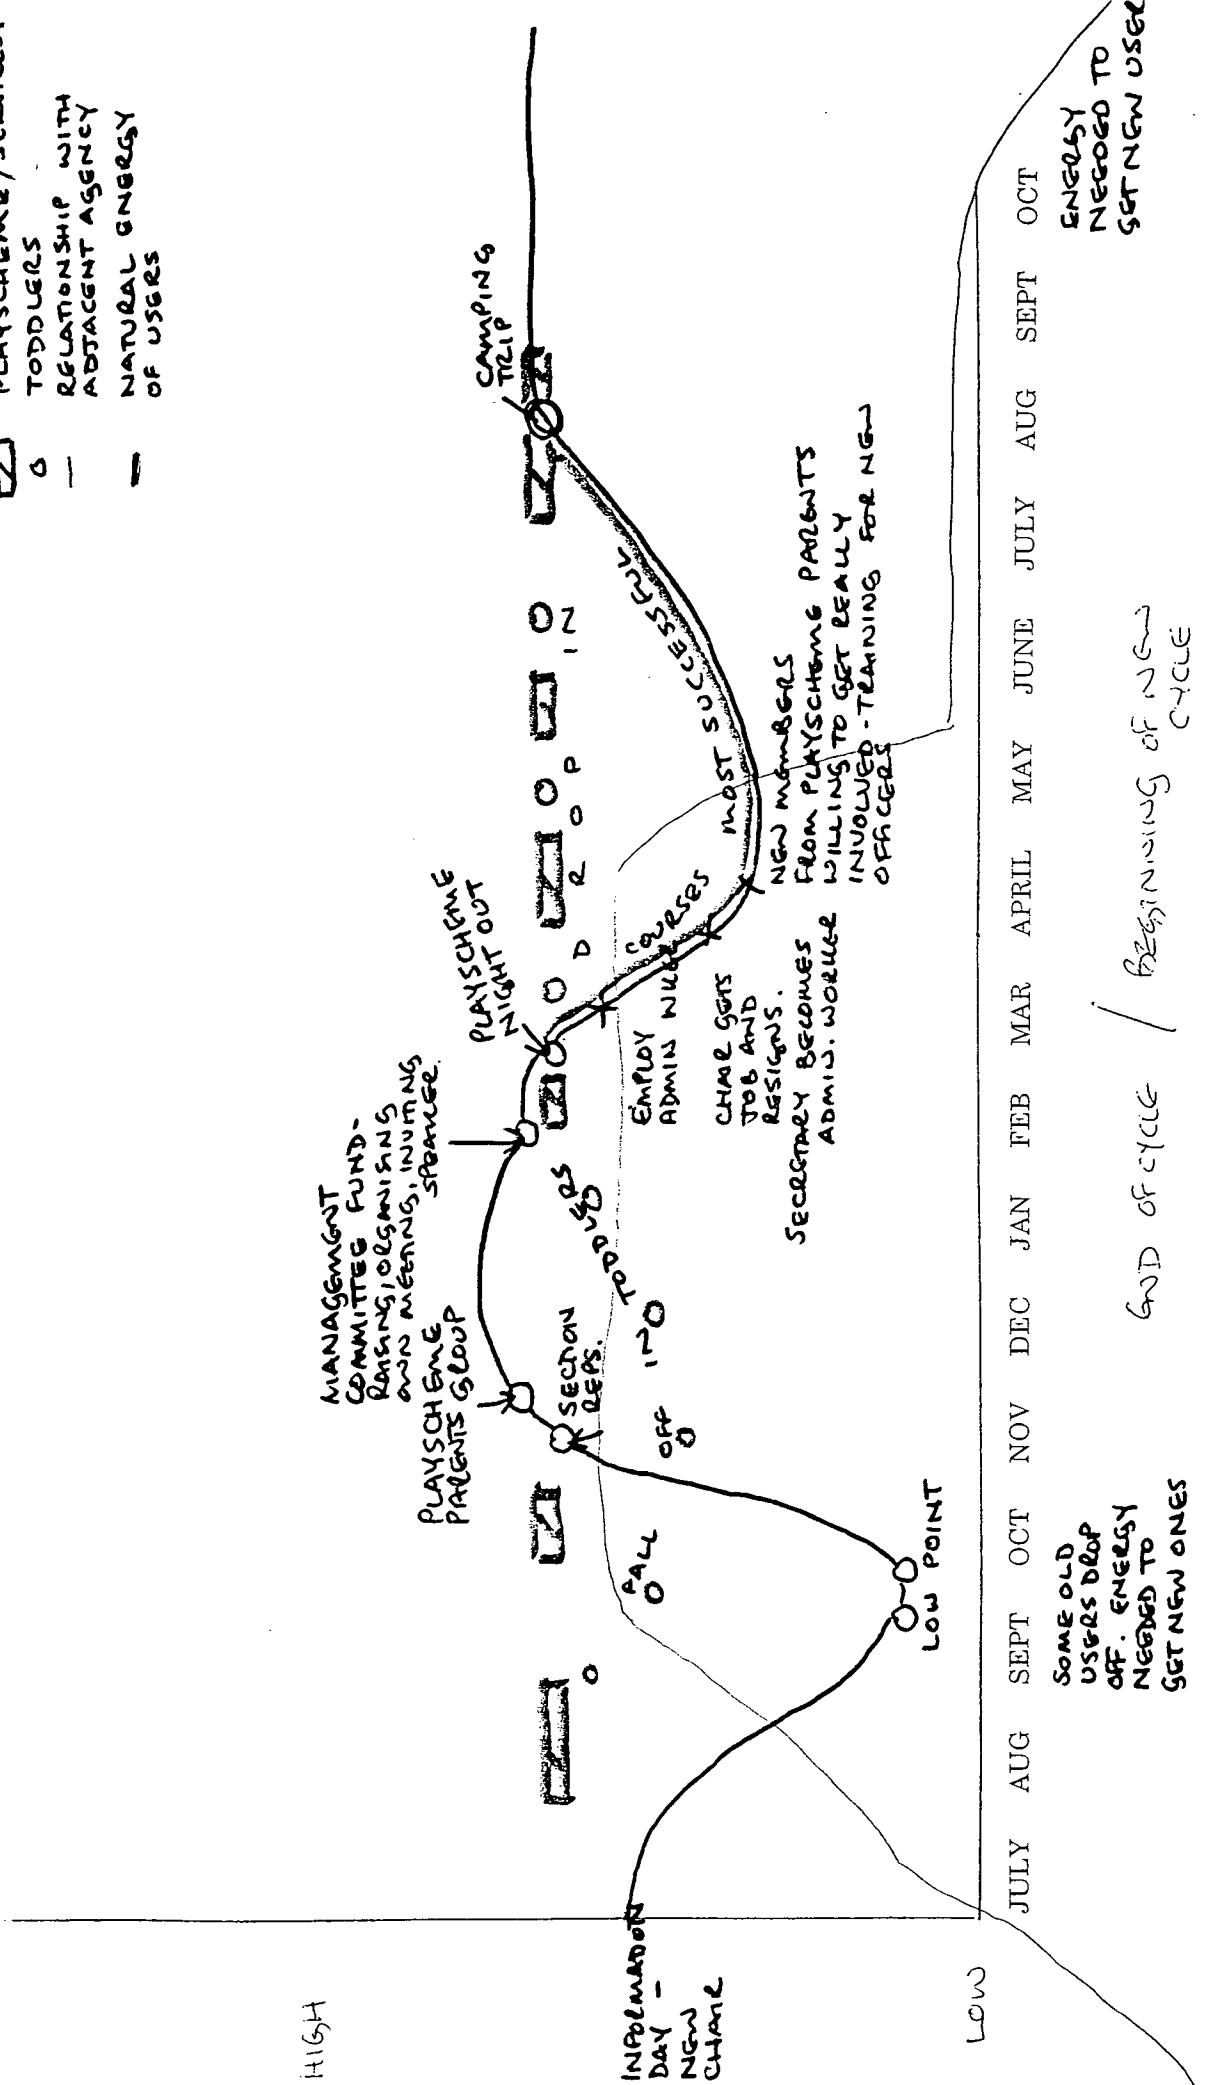 PLAYSCHEME/
TODDLERS
RELATIONSHIP WITH
ADJACENT AGENCY
NATURAL ENERGY
OF USERS
HIGH
LOW
INFORMATION
DAY -
NEW
CHAIR
LOW POINT
FALL
OFF
IN
TODDLERS
SECTION
REPS.
PLAYSCHEME
PARENTS GROUP
MANAGEMENT
COMMITTEE FUND-
RAISING, ORGANISING
OWN MEETING, INVITING
SPEAKER.
PLAYSCHEME
NIGHT OUT
DROP IN
CAMPING
TRIP
MOST SUCCESSFUL
COURSES
EMPLOY
ADMIN WKR
CHAIR GETS
JOB AND
RESIGNS.
SECRETARY BECOMES
ADMIN. WORKER
NEW MEMBERS
FROM PLAYSCHEME PARENTS
WILLING TO GET REALLY
INVOLVED - TRAINING FOR NEW
OFFICERS
JULY AUG SEPT OCT NOV DEC JAN FEB MAR APRIL MAY JUNE JULY AUG SEPT OCT
SOME OLD
USERS DROP
OFF. ENERGY
NEEDED TO
GET NEW ONES
END OF CYCLE / BEGINNING OF NEW
CYCLE
ENERGY
NEEDED TO
GET NEW USER